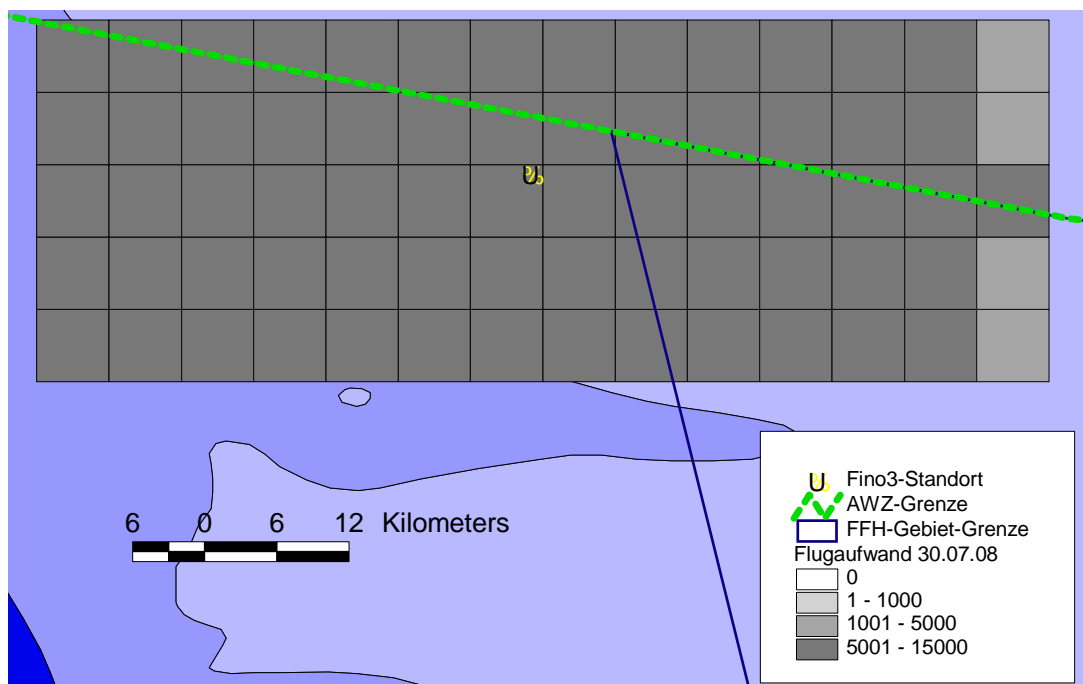 U%
6 0 6 12 Kilometers
U% Fino3-Standort
AWZ-Grenze
FFH-Gebiet-Grenze
Flugaufwand 30.07.08
0
1 - 1000
1001 - 5000
5001 - 15000